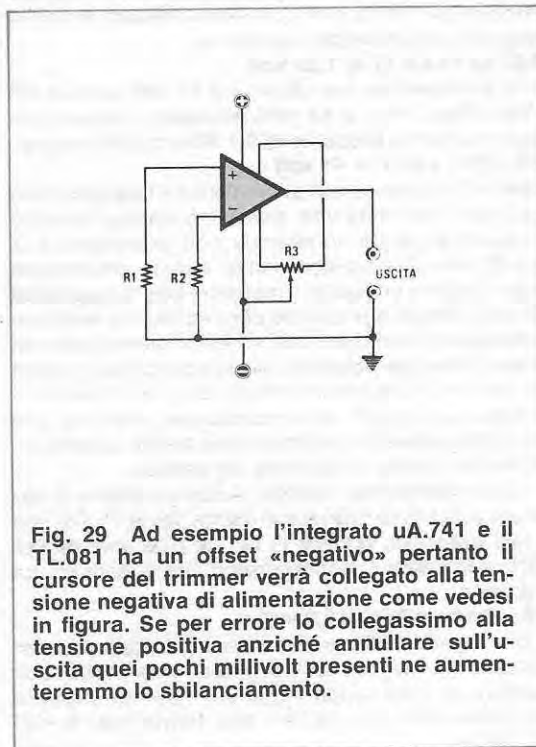 +
+
-
R1
R2
R3
USCITA
-
Fig. 29 Ad esempio l'integrato uA.741 e il
TL.081 ha un offset «negativo» pertanto il
cursore del trimmer verrà collegato alla ten-
sione negativa di alimentazione come vedesi
in figura. Se per errore lo collegassimo alla
tensione positiva anziché annullare sull'u-
scita quei pochi millivolt presenti ne aumen-
teremmo lo sbilanciamento.